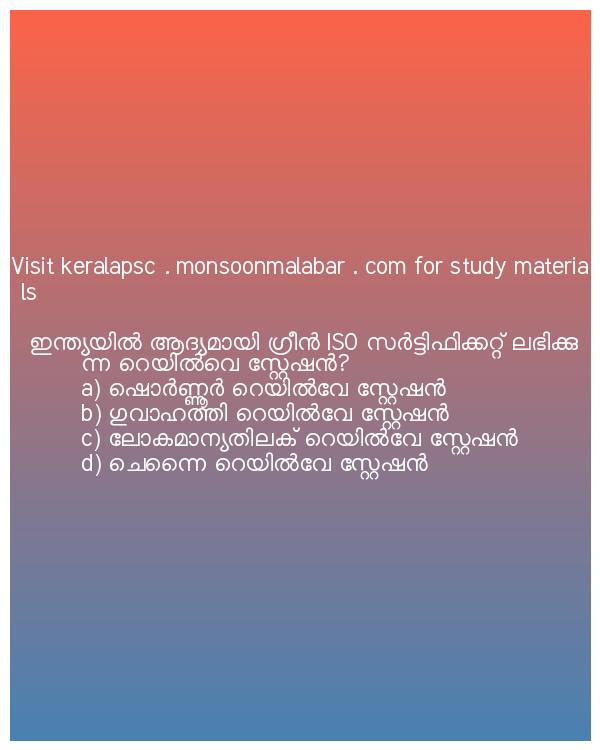 Visit keralapsc . monsoonmalabar . com for study materia
ls
ഇന്ത്യയിൽ ആദ്യമായി ഗ്രീൻ ISO സർട്ടിഫിക്കറ്റ് ലഭിക്കു
ന്ന റെയിൽവെ സ്റ്റേഷൻ?
a) ഷൊർണ്ണൂർ റെയിൽവേ സ്റ്റേഷൻ
b) ഗുവാഹത്തി റെയിൽവേ സ്റ്റേഷൻ
c) ലോകമാന്യതിലക് റെയിൽവേ സ്റ്റേഷൻ
d) ചെന്നൈ റെയിൽവേ സ്റ്റേഷൻ